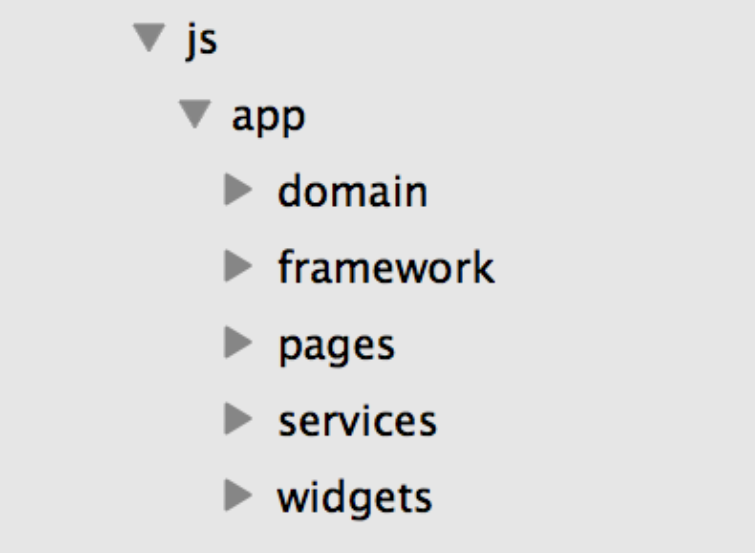 js
app
domain
framework
pages
services
widgets